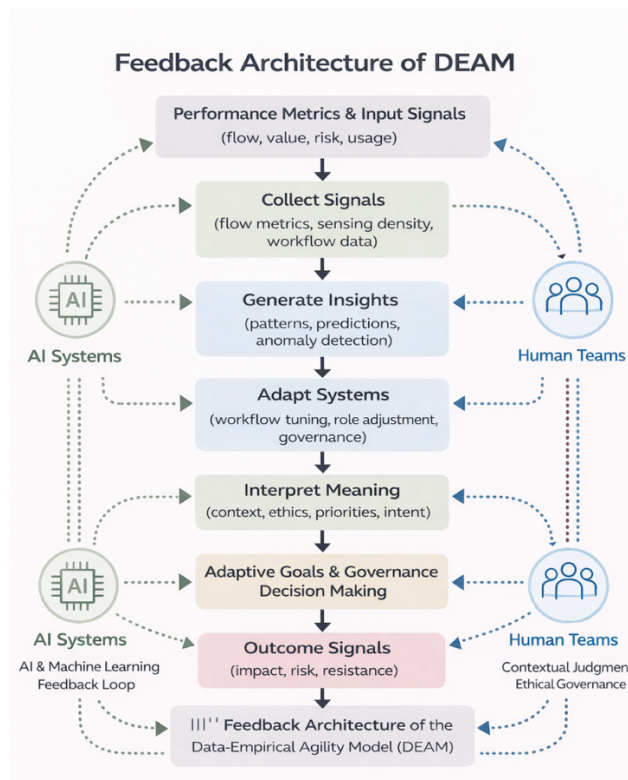 Feedback Architecture of DEAM
Performance Metrics & Input Signals
(flow, value, risk, usage)
Collect Signals
(flow metrics, sensing density,
workflow data)
AI
Generate Insights
(patterns, predictions,
anomaly detection)
AI Systems
Human Teams
Adapt Systems
(workflow tuning, role adjustment,
governance)
Interpret Meaning
(context, ethics, priorities, intent)
AI
Adaptive Goals & Governance
Decision Making
AI Systems
AI & Machine Learning
Feedback Loop
Human Teams
Contextual Judgmen
Ethical Governance
Outcome Signals
(impact, risk, resistance)
Feedback Architecture of the
Data-Empirical Agility Model (DEAM)